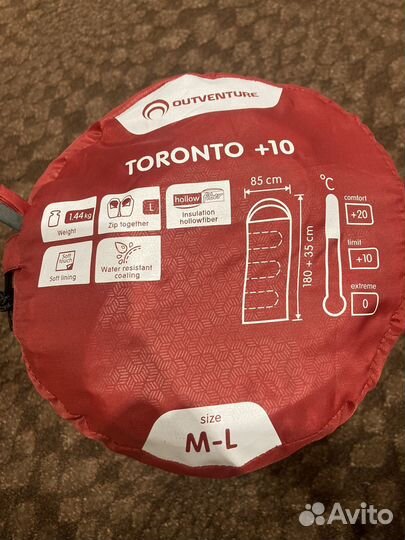 OUTVENTURE
TORONTO +10
1.44 kg
Weight
L
Zip together
hollow fiber
Insulation
hollowfiber
Soft
touch
Soft lining
Water resistant
coating
85 cm
180 + 35 cm
°C
comfort
+20
limit
+10
extreme
0
size
M-L
Avito